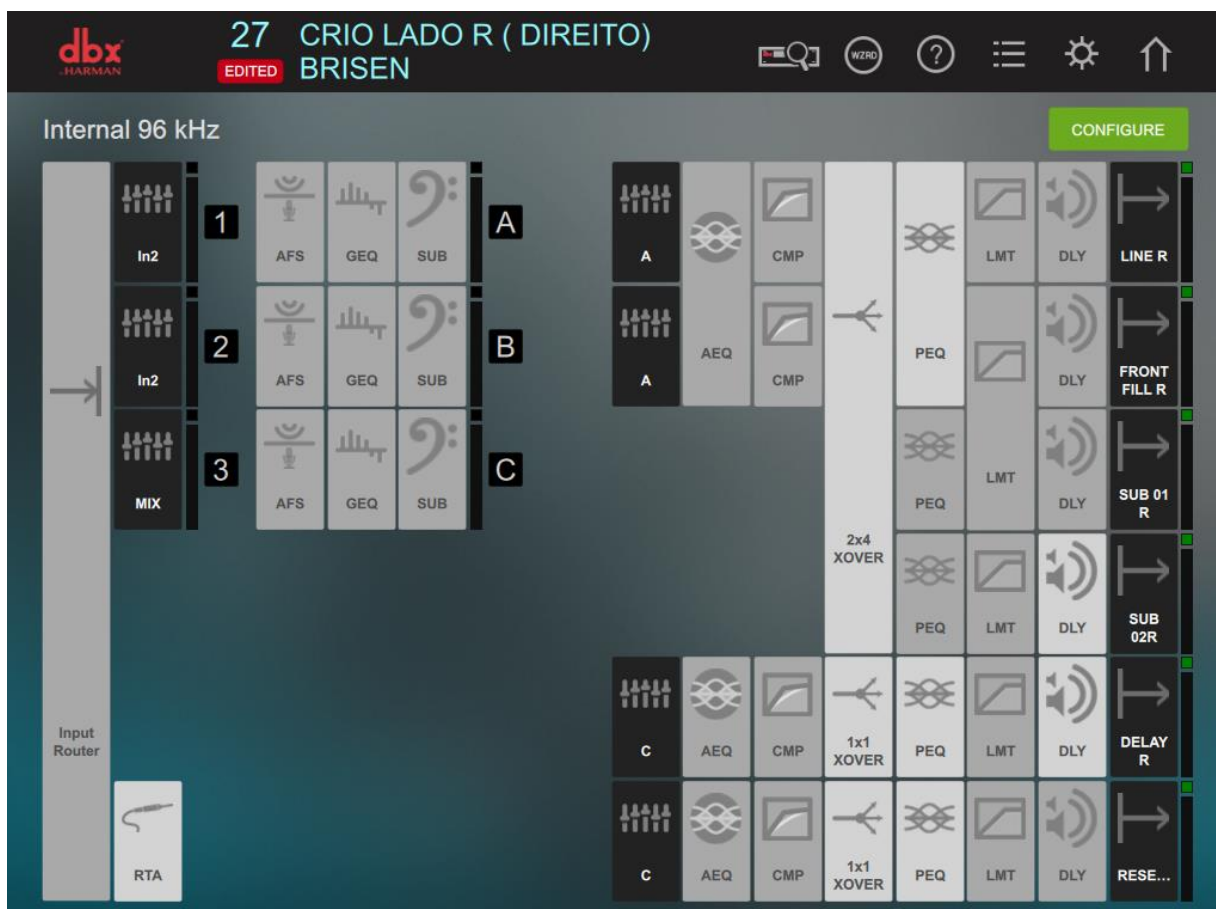 dbx
HARMAN
27 CRIO LADO R ( DIREITO)
EDITED BRISEN
WZRD
?
Internal 96 kHz
CONFIGURE
In2 1 AFS GEQ SUB A
A CMP LMT DLY LINE R
In2 2 AFS GEQ SUB B
A AEQ CMP PEQ DLY FRONT
FILL R
MIX 3 AFS GEQ SUB C
PEQ LMT DLY SUB 01
R
2x4
XOVER
PEQ LMT DLY SUB
02R
Input
Router
C AEQ CMP 1x1
XOVER PEQ LMT DLY DELAY
R
RTA
C AEQ CMP 1x1
XOVER PEQ LMT DLY RESE...